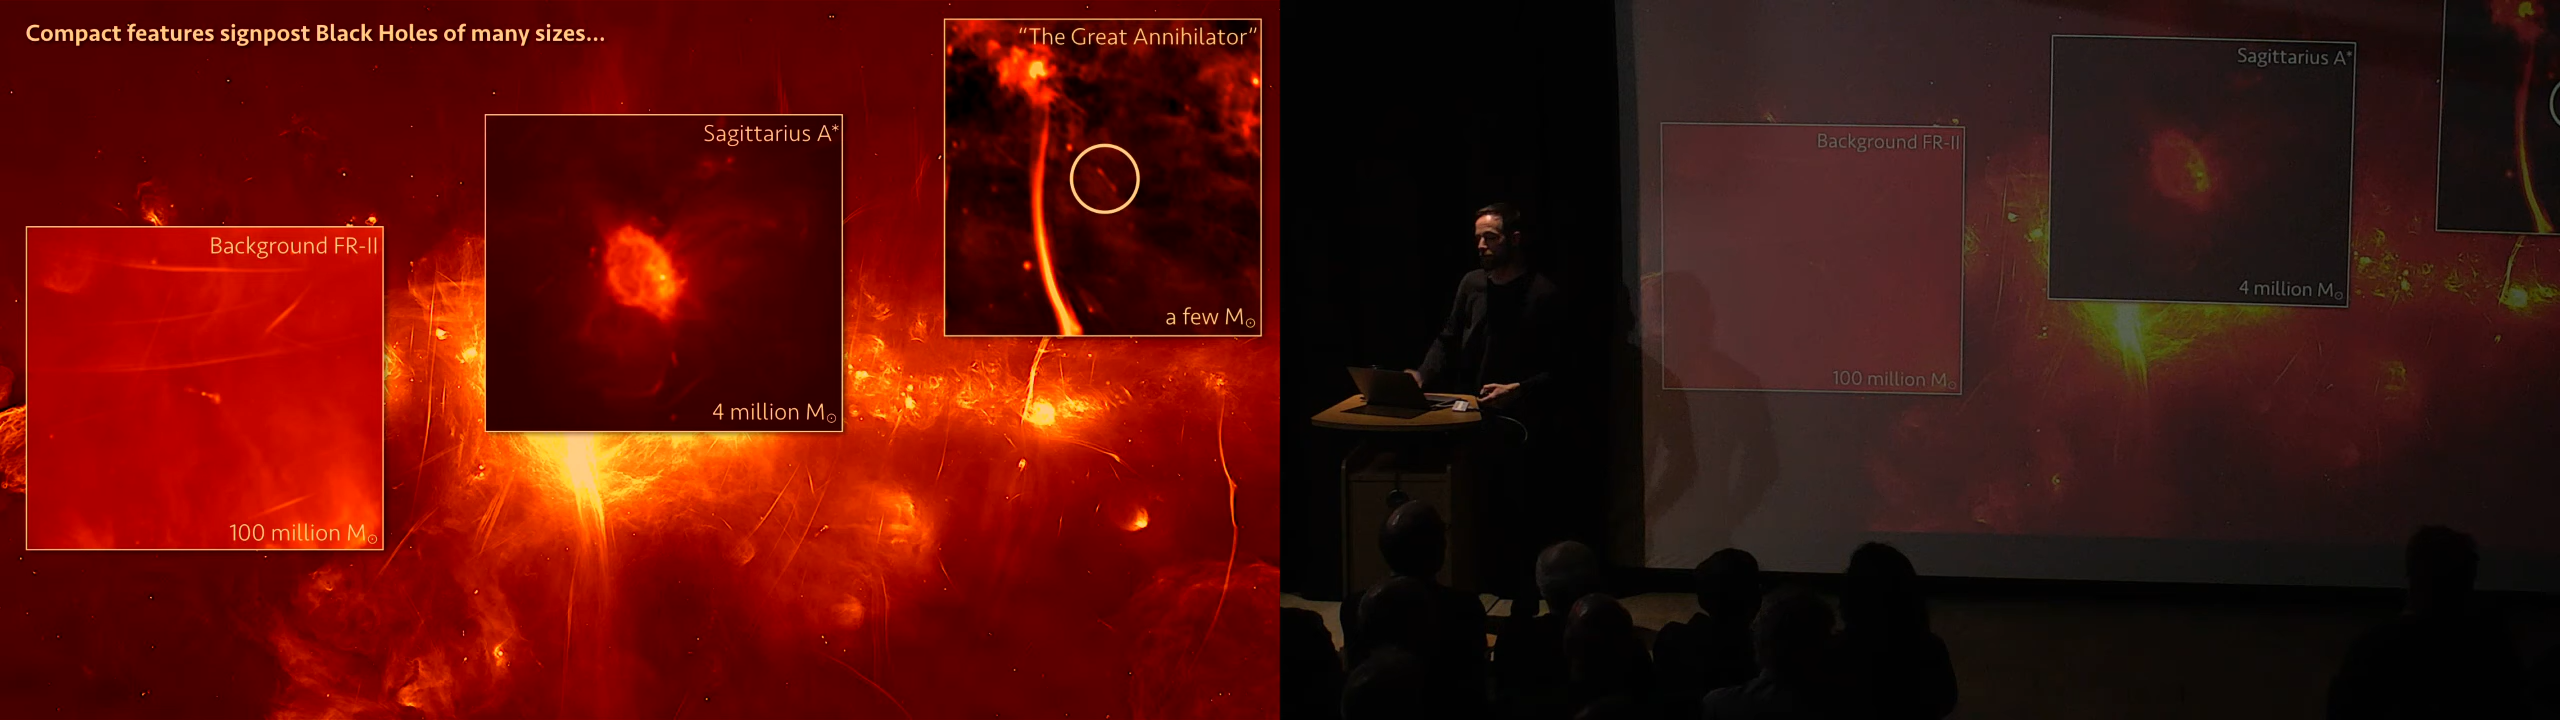 Compact features signpost Black Holes of many sizes...
"The Great Annihilator"
a few M☉
Sagittarius A*
4 million M☉
Background FR-II
100 million M☉
Sagittarius A*
4 million M☉
Background FR-II
100 million M☉